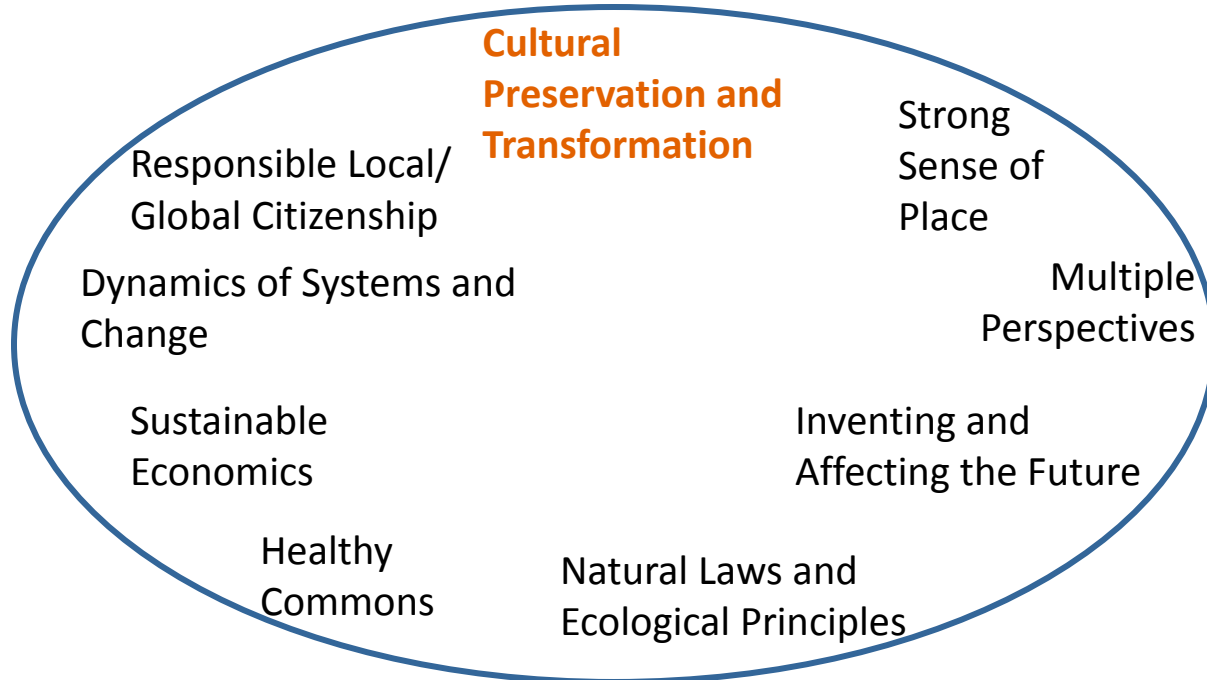 Cultural
Preservation and
Transformation
Strong
Sense of
Place
Responsible Local/
Global Citizenship
Multiple
Perspectives
Dynamics of Systems and
Change
Sustainable
Economics
Inventing and
Affecting the Future
Healthy
Commons
Natural Laws and
Ecological Principles